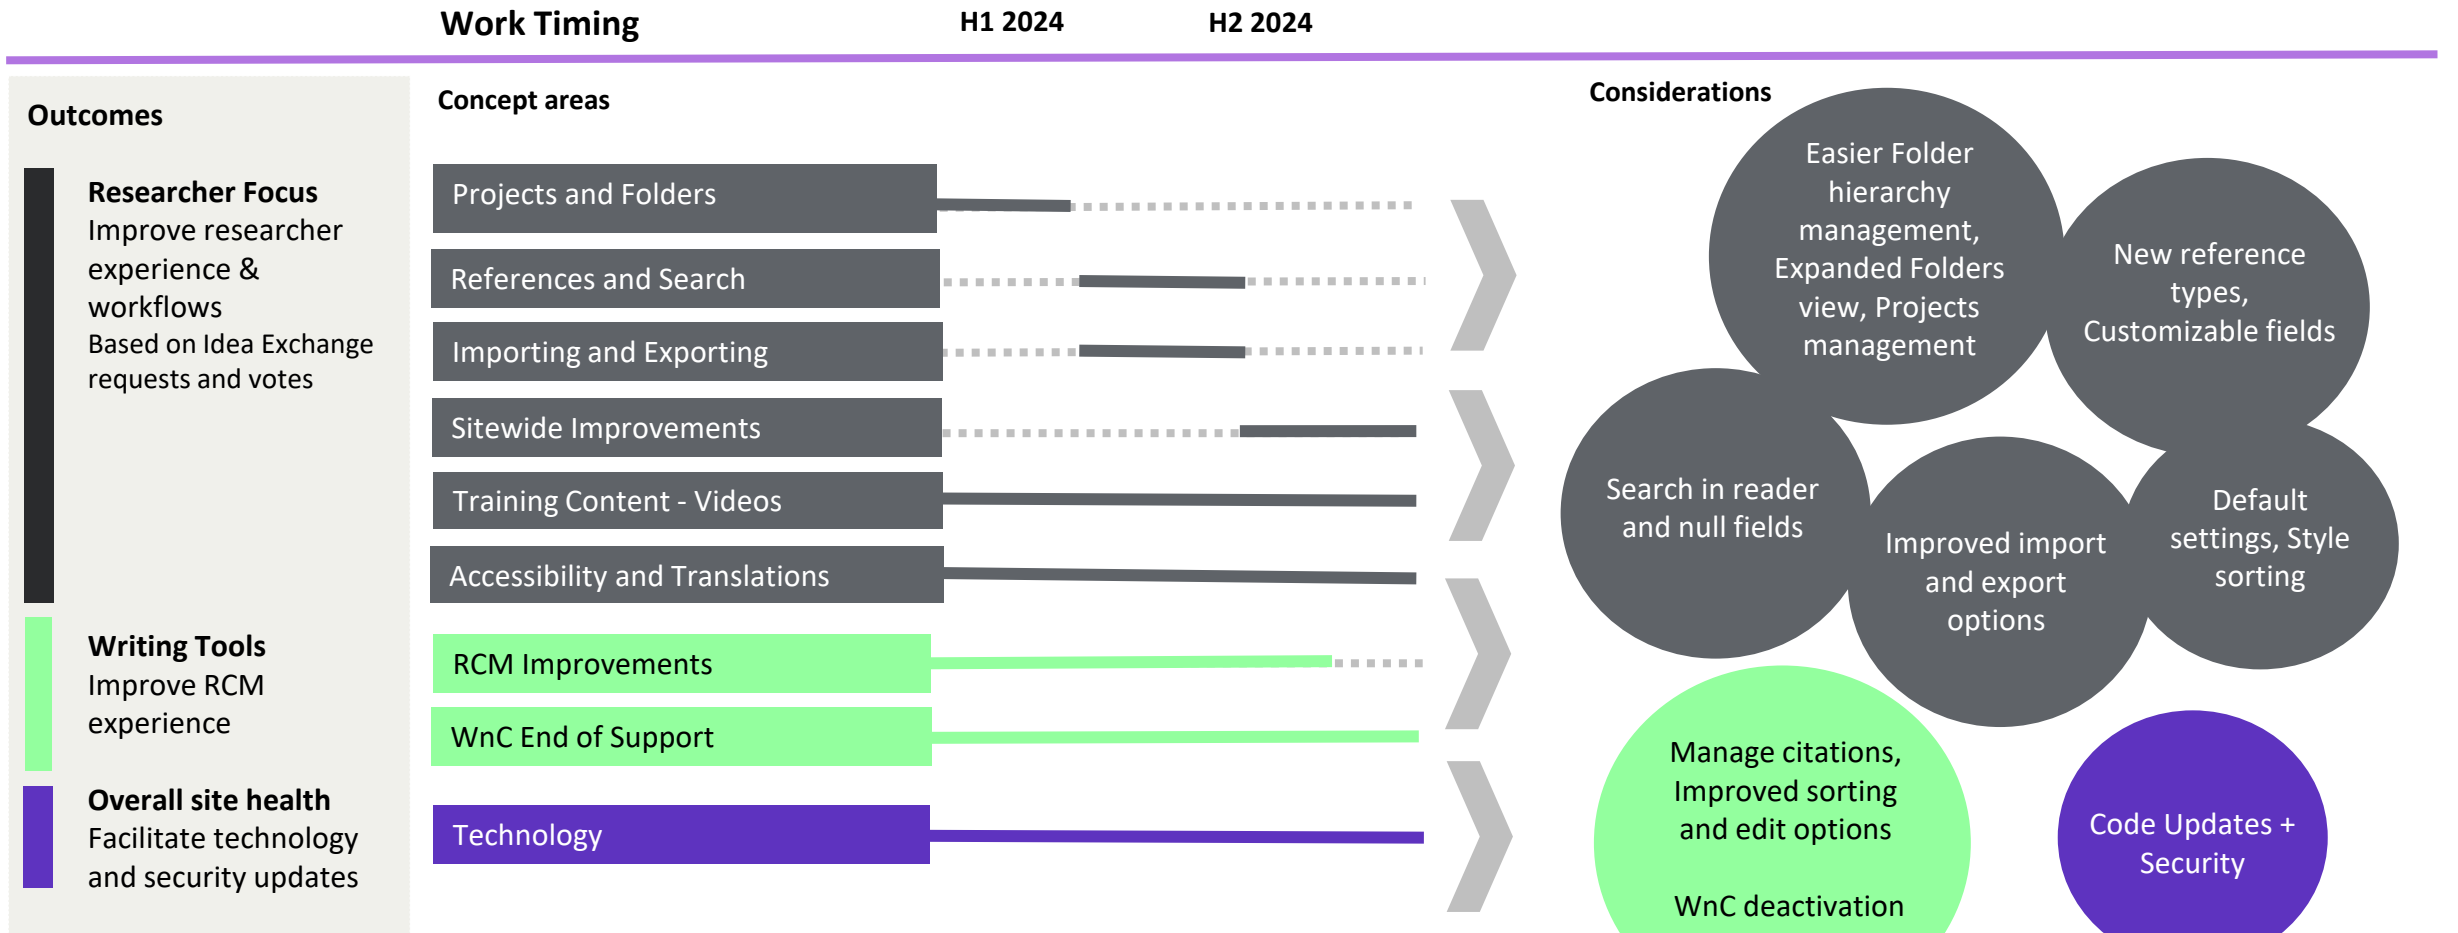 Work Timing
H1 2024
H2 2024
Outcomes
Researcher Focus
Improve researcher
experience &
workflows
Based on Idea Exchange
requests and votes
Writing Tools
Improve RCM
experience
Overall site health
Facilitate technology
and security updates
Concept areas
Projects and Folders
References and Search
Importing and Exporting
Sitewide Improvements
Training Content - Videos
Accessibility and Translations
RCM Improvements
WnC End of Support
Technology
Considerations
Easier Folder
hierarchy
management,
Expanded Folders
view, Projects
management
New reference
types,
Customizable fields
Search in reader
and null fields
Improved import
and export
options
Default
settings, Style
sorting
Manage citations,
Improved sorting
and edit options
WnC deactivation
Code Updates +
Security